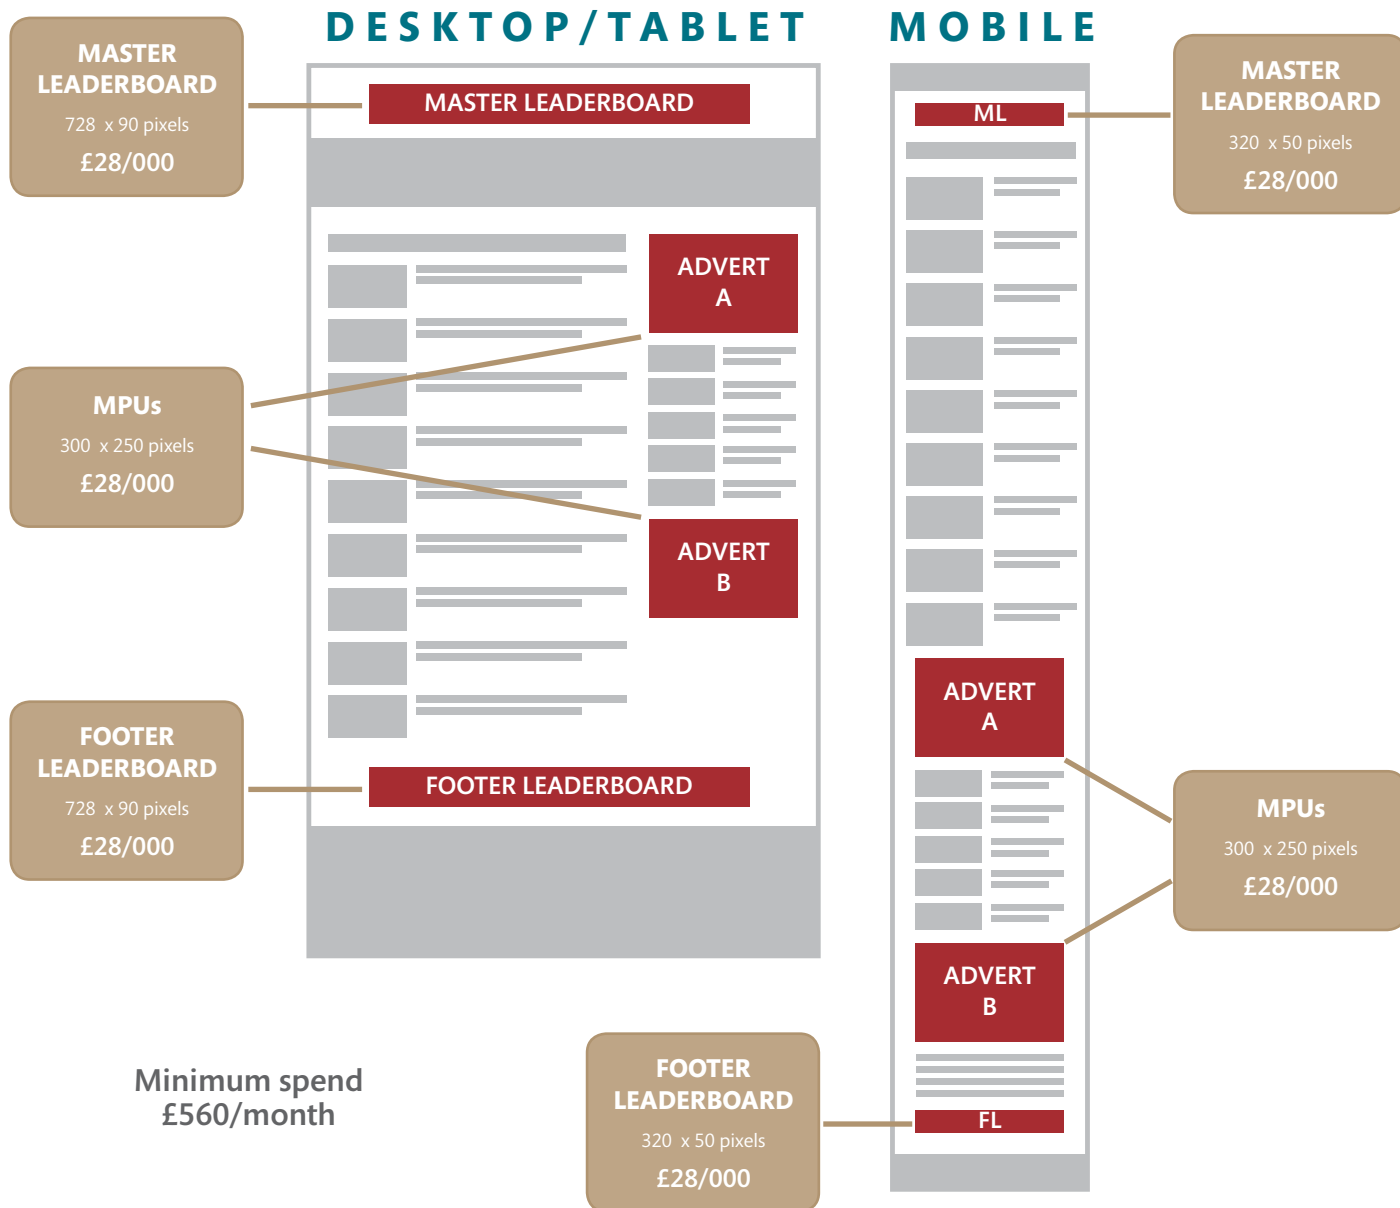 DESKTOP/TABLET
MASTER
LEADERBOARD
728 x 90 pixels
£28/000
MASTER LEADERBOARD
ADVERT
A
MPUs
300 x 250 pixels
£28/000
ADVERT
B
FOOTER
LEADERBOARD
728 x 90 pixels
£28/000
FOOTER LEADERBOARD
Minimum spend
£560/month
MOBILE
ML
MASTER
LEADERBOARD
320 x 50 pixels
£28/000
ADVERT
A
MPUs
300 x 250 pixels
£28/000
ADVERT
B
FOOTER
LEADERBOARD
320 x 50 pixels
£28/000
FL